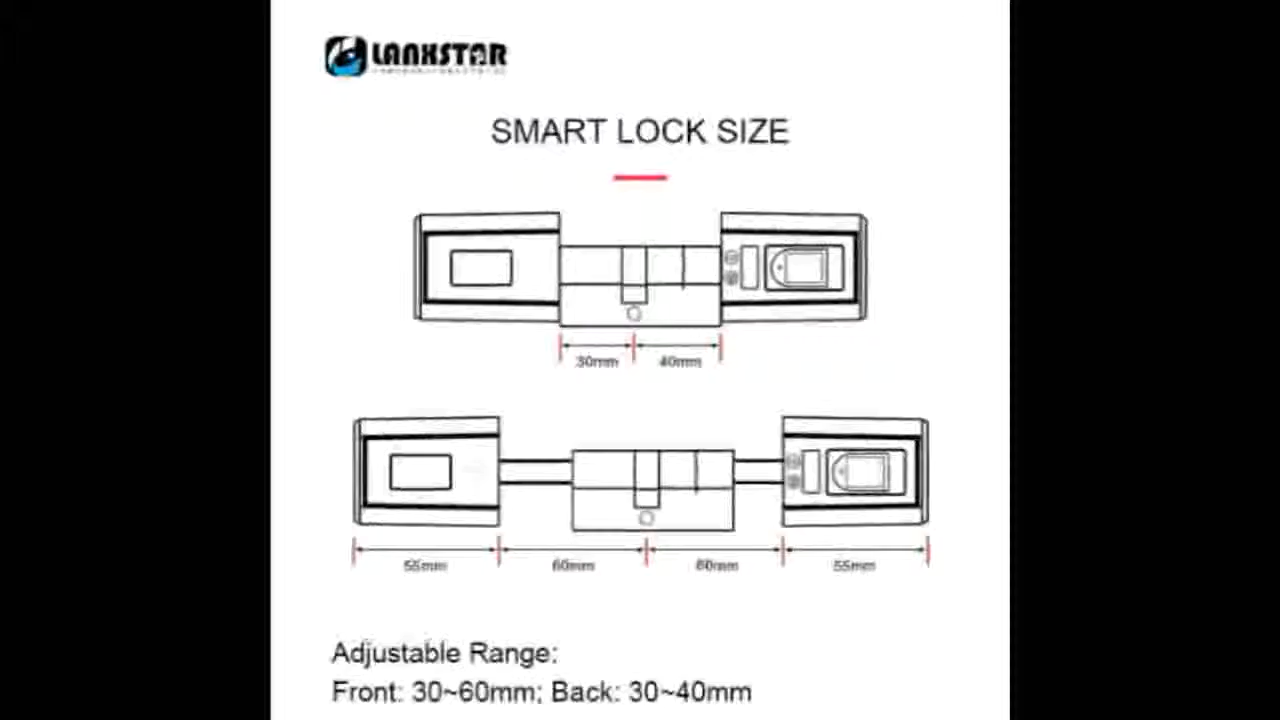 LANXSTAR
SMART LOCK SIZE
30mm 40mm
55mm 60mm 60mm 55mm
Adjustable Range:
Front: 30~60mm; Back: 30~40mm